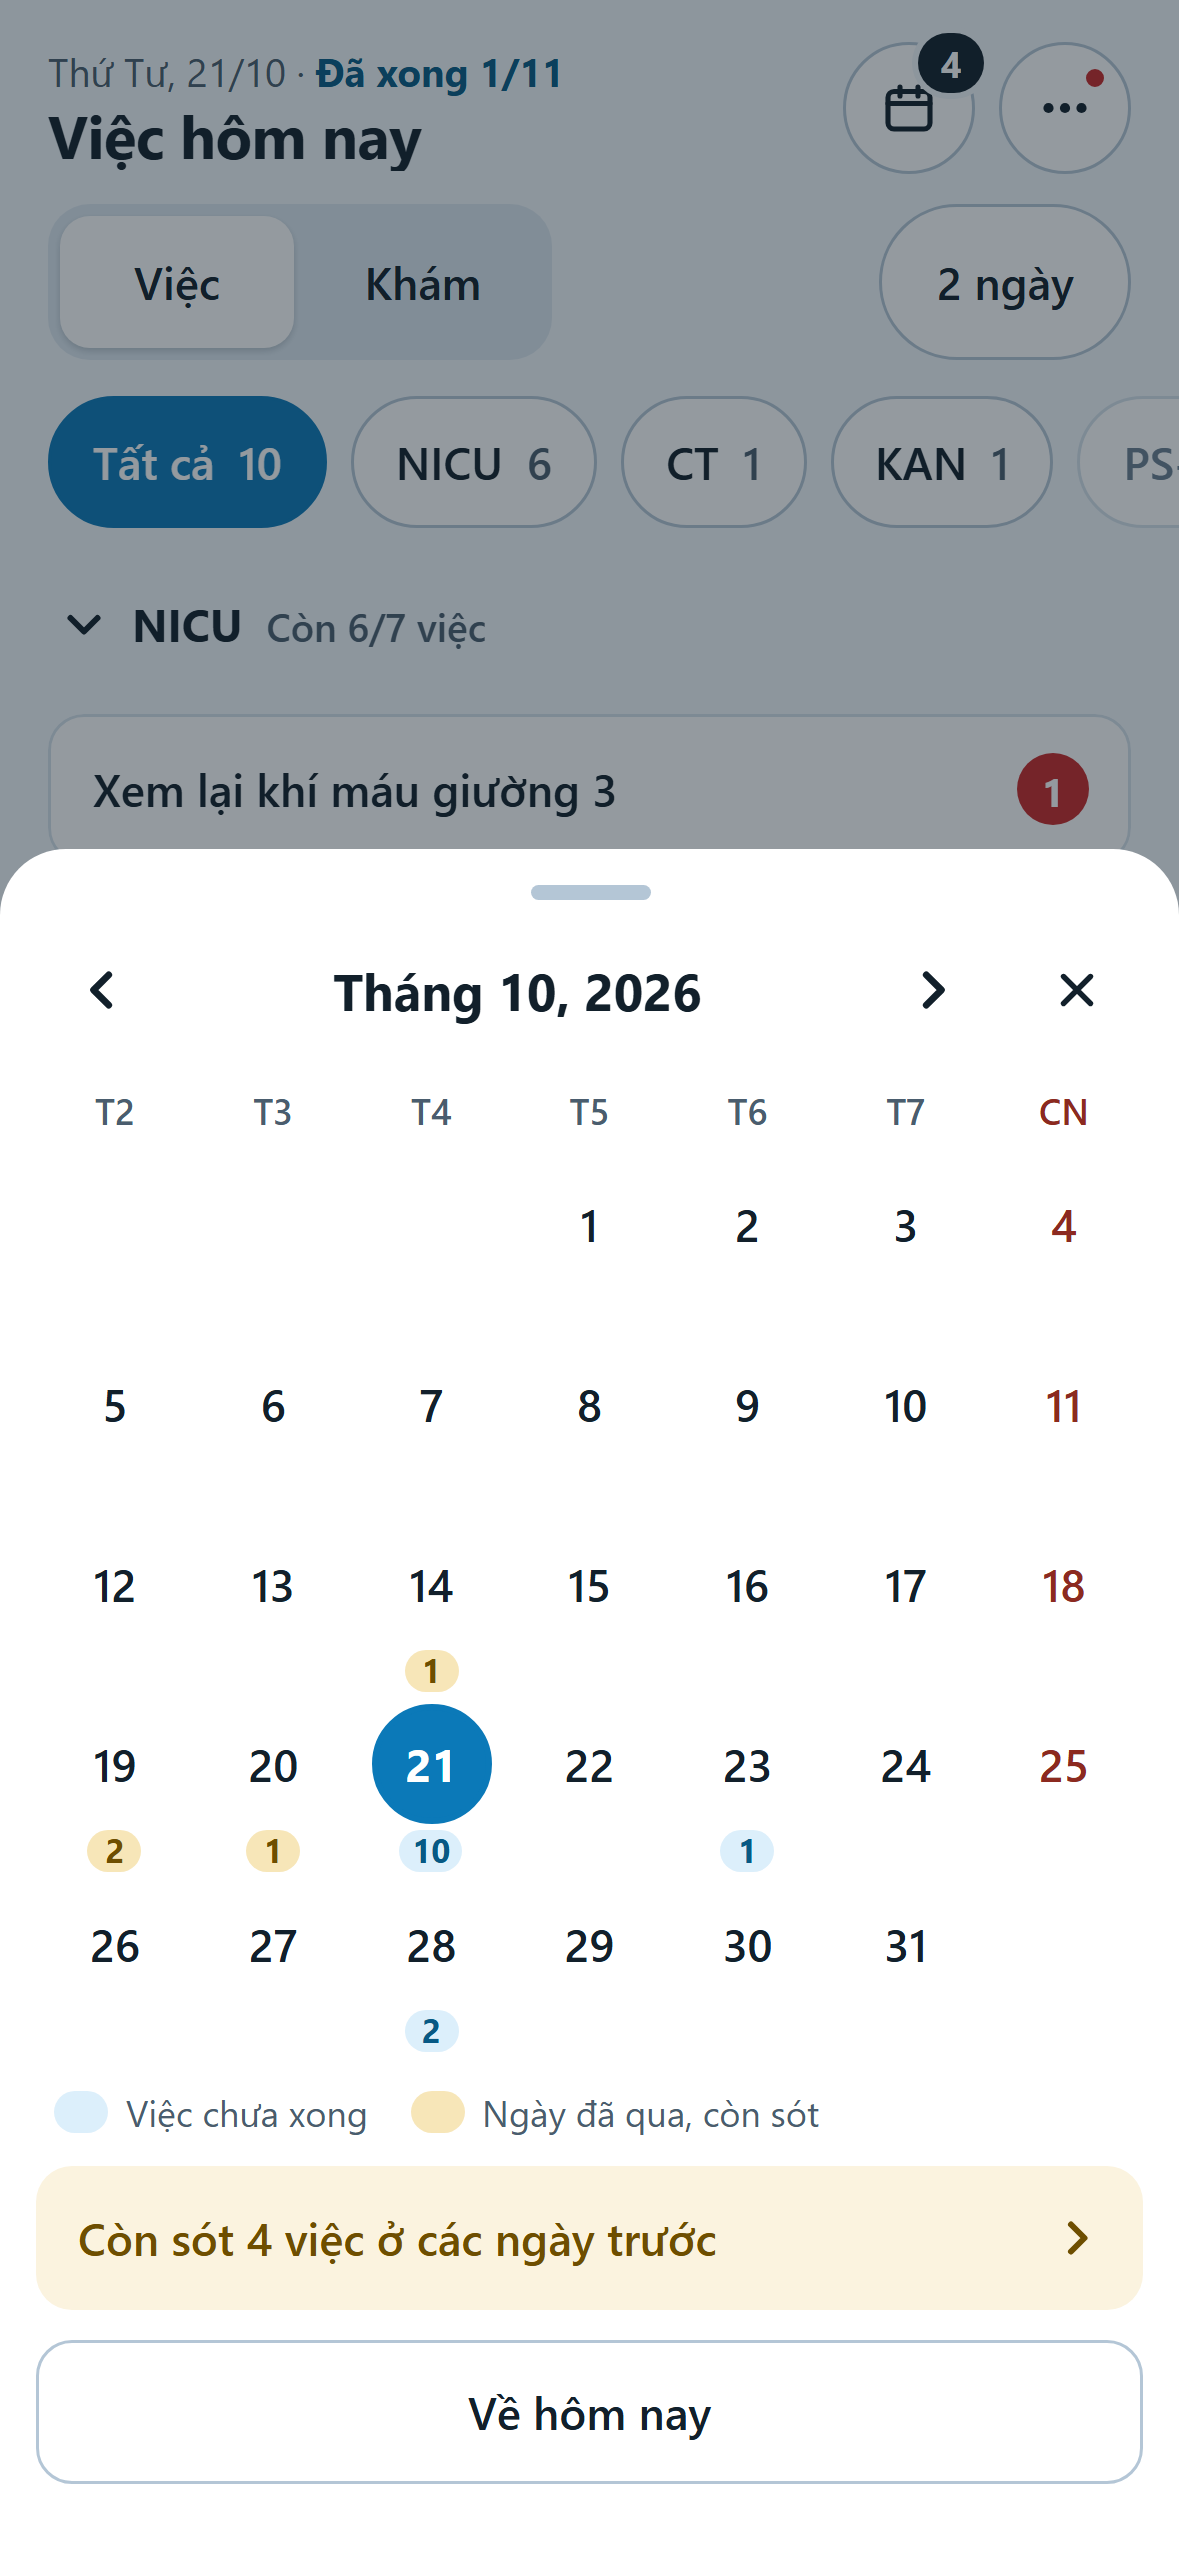 Thứ Tư, 21/10 · Đã xong 1/11
4
Việc hôm nay
Việc Khám 2 ngày
Tất cả 10 NICU 6 CT 1 KAN 1 PS-
NICU Còn 6/7 việc
Xem lại khí máu giường 3 1
Tháng 10, 2026
T2 T3 T4 T5 T6 T7 CN
1 2 3 4
5 6 7 8 9 10 11
12 13 14 15 16 17 18
1
19 20 21 22 23 24 25
2 1 10 1
26 27 28 29 30 31
2
Việc chưa xong Ngày đã qua, còn sót
Còn sót 4 việc ở các ngày trước
Về hôm nay